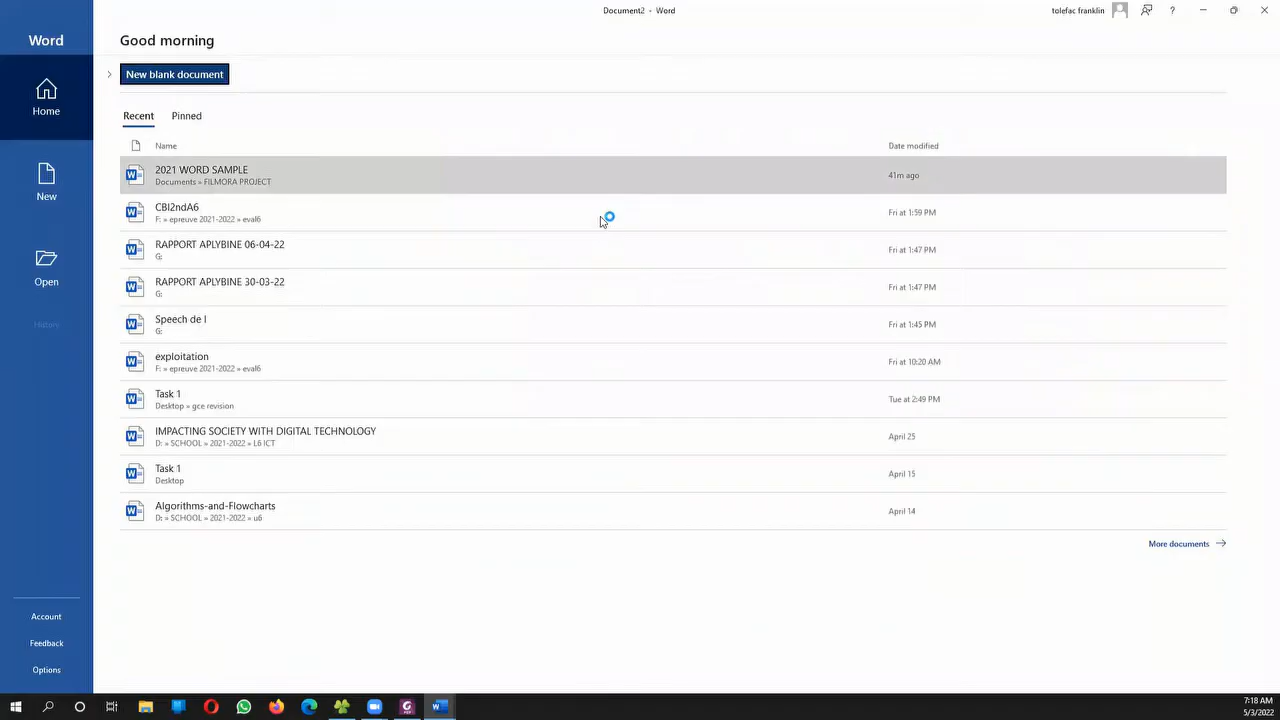 Document2 - Word
tolefac franklin
?
Word
Good morning
New blank document
Home
Recent Pinned
Name Date modified
2021 WORD SAMPLE
Documents » FILMORA PROJECT
41m ago
New
CBI2ndA6
F: » epreuve 2021-2022 » eval6
Fri at 1:59 PM
RAPPORT APLYBINE 06-04-22
G:
Fri at 1:47 PM
Open
RAPPORT APLYBINE 30-03-22
G:
Fri at 1:47 PM
History
Speech de l
G:
Fri at 1:45 PM
exploitation
F: » epreuve 2021-2022 » eval6
Fri at 10:20 AM
Task 1
Desktop » gce revision
Tue at 2:49 PM
IMPACTING SOCIETY WITH DIGITAL TECHNOLOGY
D: » SCHOOL » 2021-2022 » L6 ICT
April 25
Task 1
Desktop
April 15
Algorithms-and-Flowcharts
D: » SCHOOL » 2021-2022 » u6
April 14
More documents
Account
Feedback
Options
7:18 AM
5/3/2022